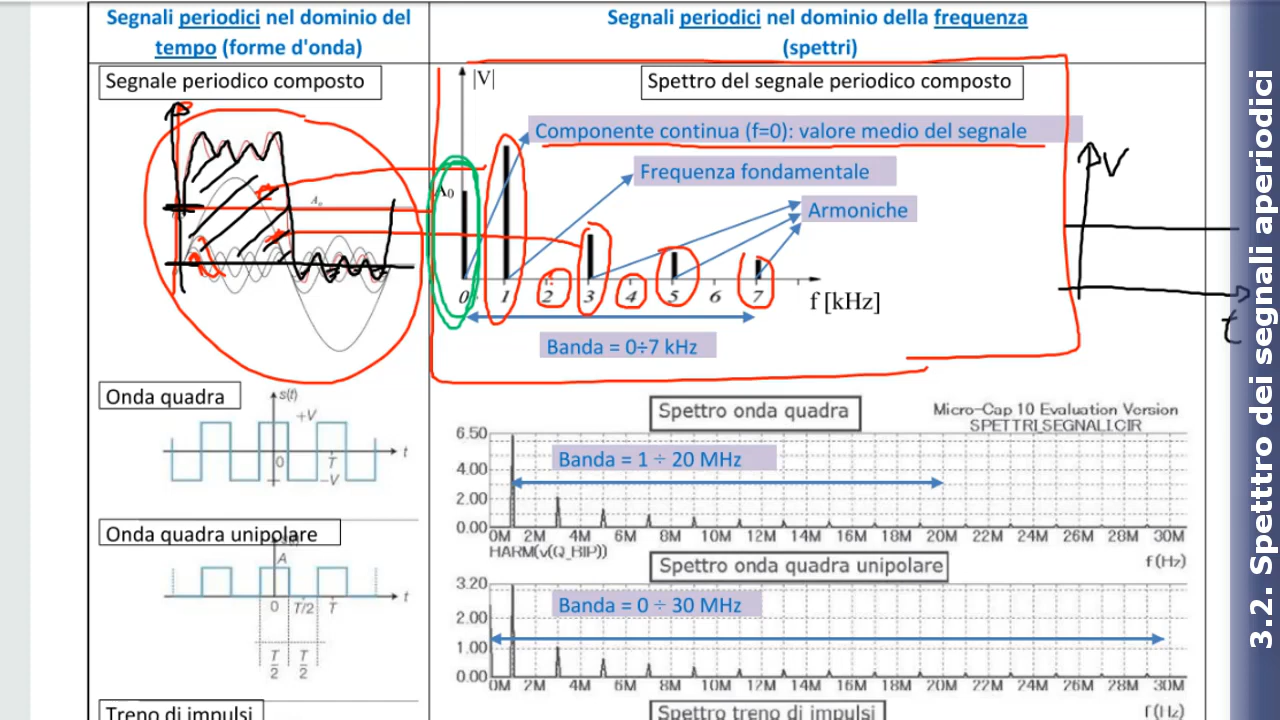 Segnali periodici nel dominio del
tempo (forme d'onda)
Segnali periodici nel dominio della frequenza
(spettri)
Segnale periodico composto
|V|
Spettro del segnale periodico composto
Componente continua (f=0): valore medio del segnale
V
Frequenza fondamentale
A0
Armoniche
0 1 2 3 4 5 6 7
f [kHz]
t
Banda = 0÷7 kHz
3.2. Spettro dei segnali aperiodici
Onda quadra
s(t)
+V
0
T
t
-V
Spettro onda quadra
Micro-Cap 10 Evaluation Version
SPETTRI_SEGNALI.CIR
6.50
Banda = 1 ÷ 20 MHz
4.00
2.00
0.00
0M 2M 4M 6M 8M 10M 12M 14M 16M 18M 20M 22M 24M 26M 28M 30M
HARM(v(Q_BIP))
f(Hz)
Onda quadra unipolare
A
0
T/2
T
t
T
2
T
2
Spettro onda quadra unipolare
3.20
Banda = 0 ÷ 30 MHz
2.00
1.00
0.00
0M 2M 4M 6M 8M 10M 12M 14M 16M 18M 20M 22M 24M 26M 28M 30M
f(Hz)
Treno di impulsi
Spettro treno di impulsi